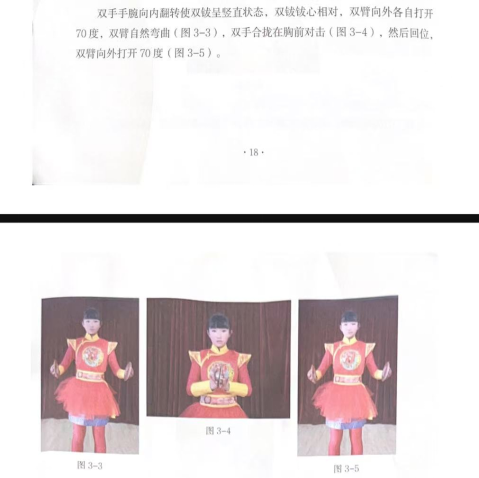 双手手腕向内翻转使双钹呈竖直状态，双钹钹心相对，双臂向外各自打开
70度，双臂自然弯曲（图3-3），双手合拢在胸前对击（图3-4），然后回位，
双臂向外打开70度（图3-5）。
·18·
图3-4
图3-3
图3-5